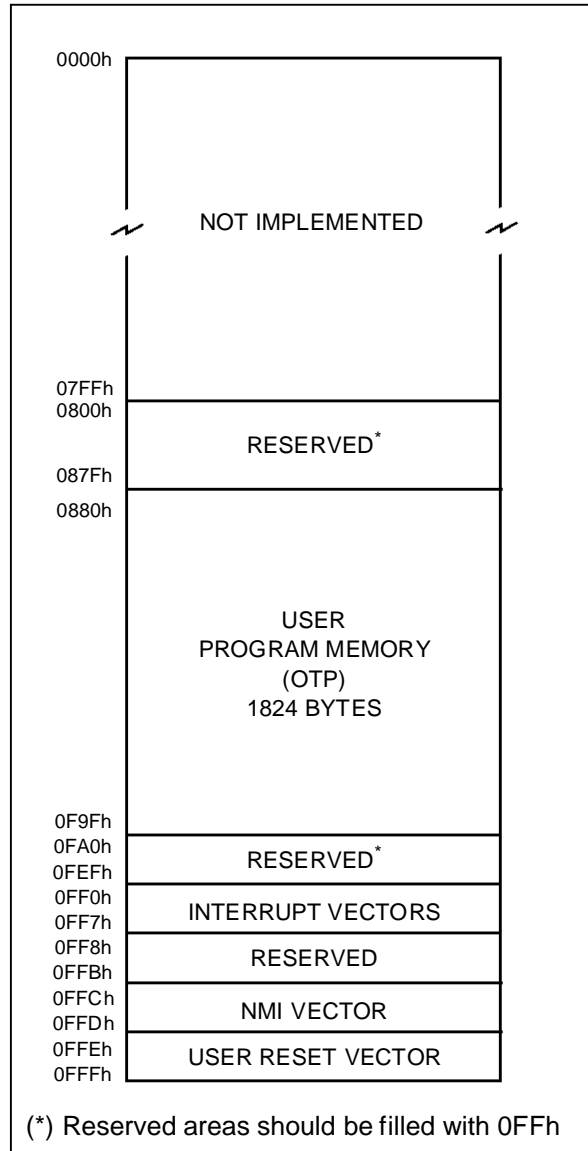 0000h
NOT IMPLEMENTED
07FFh
0800h
RESERVED*
087Fh
0880h
USER
PROGRAM MEMORY
(OTP)
1824 BYTES
0F9Fh
0FA0h
RESERVED*
0FEFh
0FF0h
INTERRUPT VECTORS
0FF7h
0FF8h
RESERVED
0FFBh
0FFCh
NMI VECTOR
0FFDh
0FFEh
USER RESET VECTOR
0FFFh
(*) Reserved areas should be filled with 0FFh